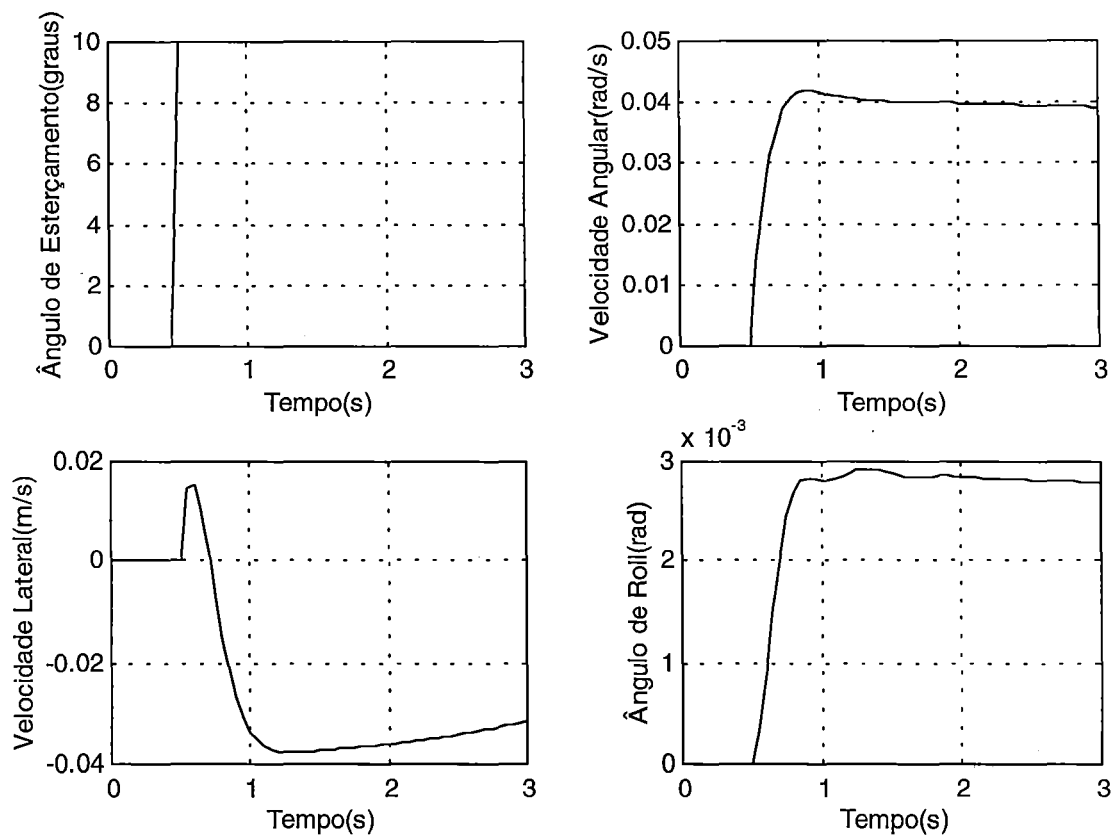 Ângulo de Esterçamento(graus)
10
8
6
4
2
0
0 1 2 3
Tempo(s)
Velocidade Angular(rad/s)
0.05
0.04
0.03
0.02
0.01
0
0 1 2 3
Tempo(s)
Velocidade Lateral(m/s)
0.02
0
-0.02
-0.04
0 1 2 3
Tempo(s)
x 10-3
Ângulo de Roll(rad)
3
2
1
0
0 1 2 3
Tempo(s)